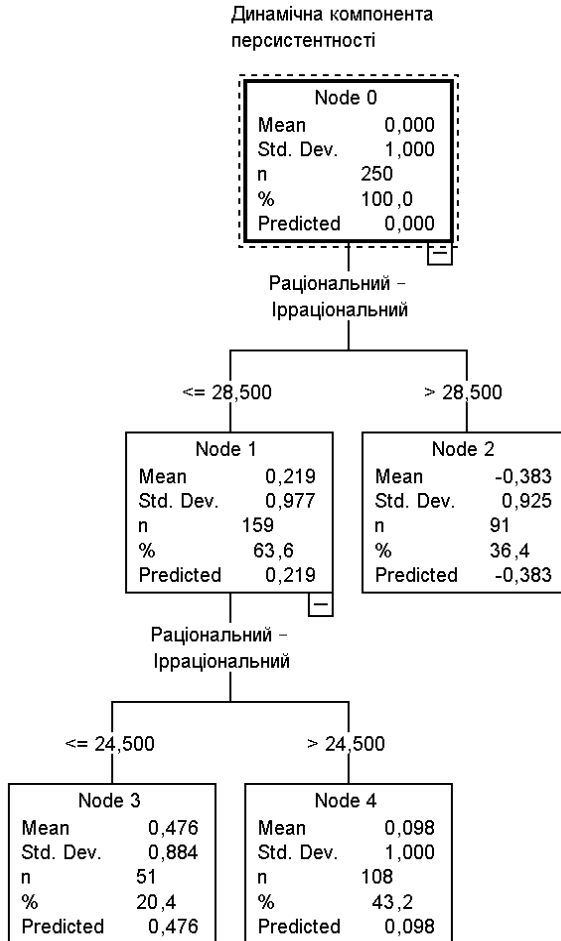 Динамічна компонента
персистентності
Node 0
Mean 0,000
Std. Dev. 1,000
n 250
% 100,0
Predicted 0,000
Раціональний –
Ірраціональний
<= 28,500
> 28,500
Node 1
Mean 0,219
Std. Dev. 0,977
n 159
% 63,6
Predicted 0,219
Node 2
Mean -0,383
Std. Dev. 0,925
n 91
% 36,4
Predicted -0,383
Раціональний –
Ірраціональний
<= 24,500
> 24,500
Node 3
Mean 0,476
Std. Dev. 0,884
n 51
% 20,4
Predicted 0,476
Node 4
Mean 0,098
Std. Dev. 1,000
n 108
% 43,2
Predicted 0,098